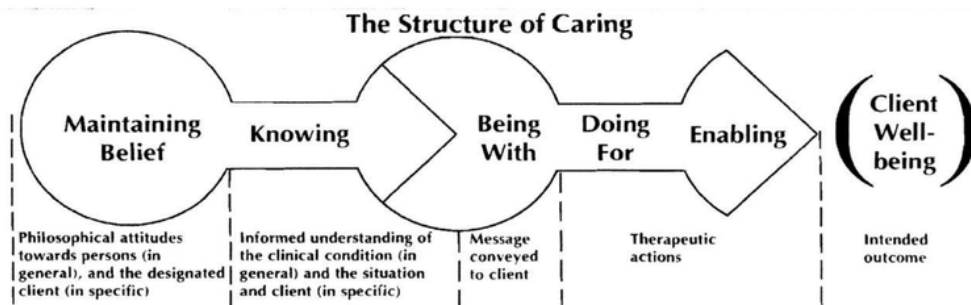 The Structure of Caring
Maintaining
Belief
Knowing
Being
With
Doing
For
Enabling
Client
Well-
being
Philosophical attitudes
towards persons (in
general), and the designated
client (in specific)
Informed understanding of
the clinical condition (in
general) and the situation
and client (in specific)
Message
conveyed
to client
Therapeutic
actions
Intended
outcome